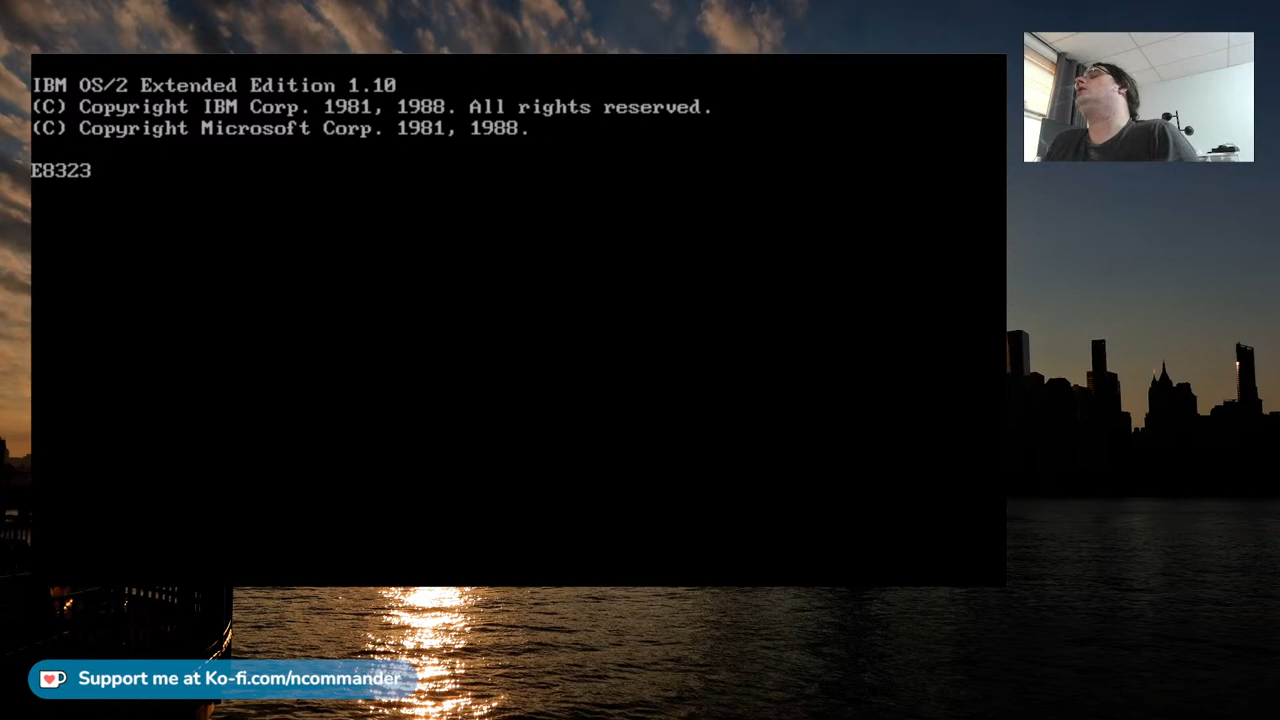 IBM OS/2 Extended Edition 1.10
(C) Copyright IBM Corp. 1981, 1988. All rights reserved.
(C) Copyright Microsoft Corp. 1981, 1988.
E8323
Support me at Ko-fi.com/ncommander